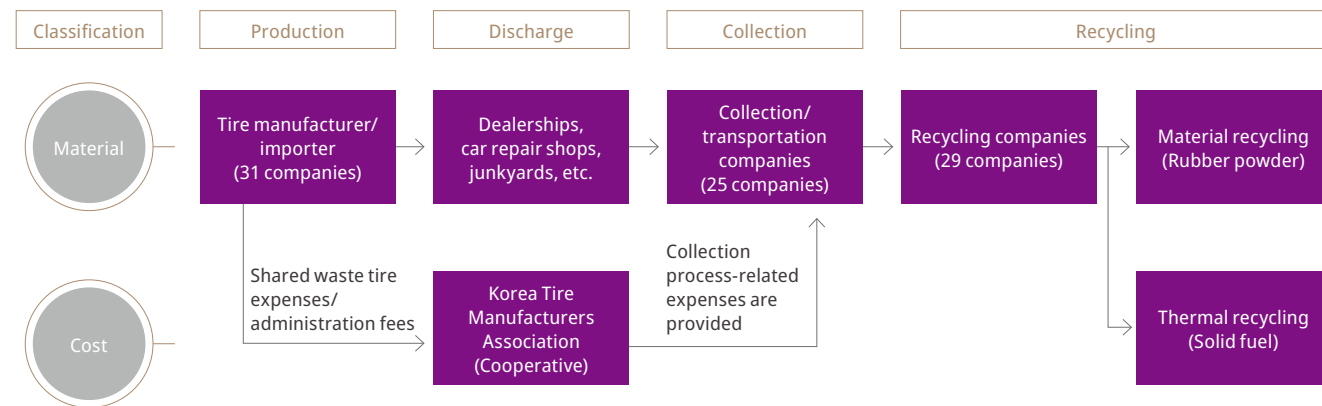 Classification
Production
Discharge
Collection
Recycling
Material
Tire manufacturer/
importer
(31 companies)
Dealerships,
car repair shops,
junkyards, etc.
Collection/
transportation
companies
(25 companies)
Recycling companies
(29 companies)
Material recycling
(Rubber powder)
Cost
Shared waste tire
expenses/
administration fees
Korea Tire
Manufacturers
Association
(Cooperative)
Collection
process-related
expenses are
provided
Thermal recycling
(Solid fuel)